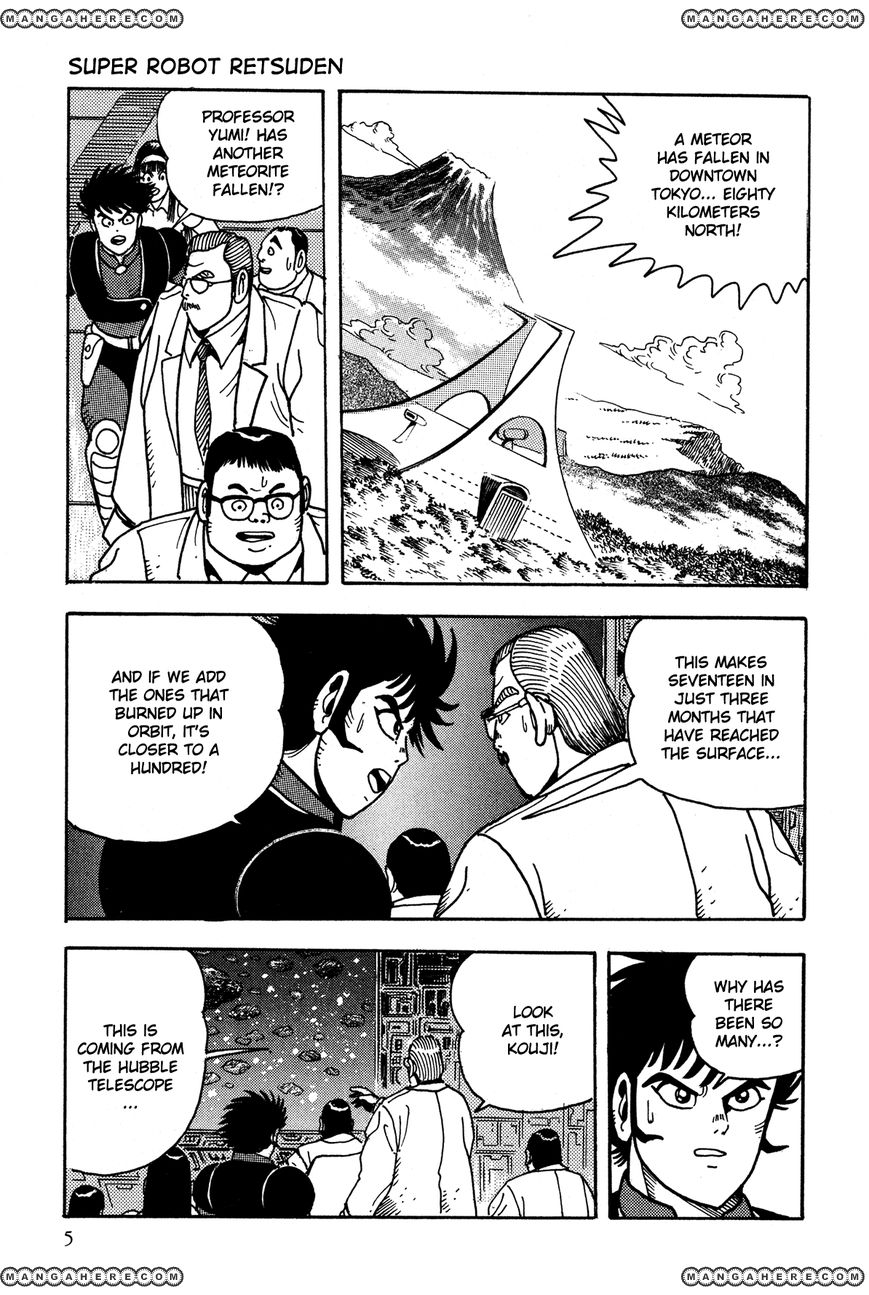 MANGAHERE.COM
MANGAHERE.COM
SUPER ROBOT RETSUDEN
A METEOR
HAS FALLEN IN
DOWNTOWN
TOKYO... EIGHTY
KILOMETERS
NORTH!
PROFESSOR
YUMI! HAS
ANOTHER
METEORITE
FALLEN!?
THIS MAKES
SEVENTEEN IN
JUST THREE
MONTHS THAT
HAVE REACHED
THE SURFACE...
AND IF WE ADD
THE ONES THAT
BURNED UP IN
ORBIT, IT'S
CLOSER TO A
HUNDRED!
WHY HAS
THERE
BEEN SO
MANY...?
LOOK
AT THIS,
KOUJI!
THIS IS
COMING FROM
THE HUBBLE
TELESCOPE
...
5
MANGAHERE.COM
MANGAHERE.COM